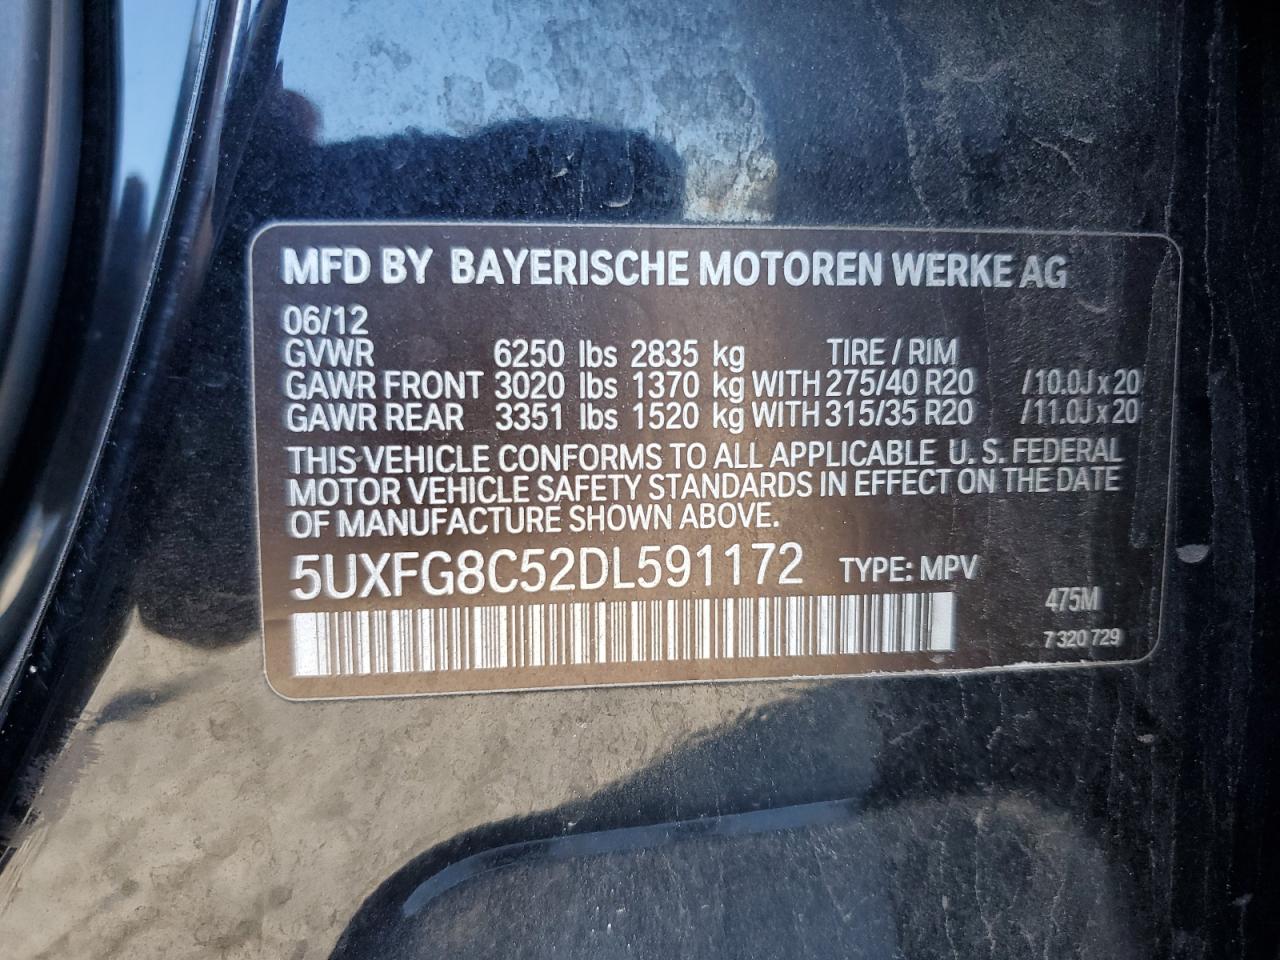 MFD BY BAYERISCHE MOTOREN WERKE AG
06/12
GVWR 6250 lbs 2835 kg TIRE / RIM
GAWR FRONT 3020 lbs 1370 kg WITH 275/40 R20 /10.0J x 20
GAWR REAR 3351 lbs 1520 kg WITH 315/35 R20 /11.0J x 20
THIS VEHICLE CONFORMS TO ALL APPLICABLE U.S. FEDERAL
MOTOR VEHICLE SAFETY STANDARDS IN EFFECT ON THE DATE
OF MANUFACTURE SHOWN ABOVE.
5UXFG8C52DL591172 TYPE: MPV
475M
7 320 729